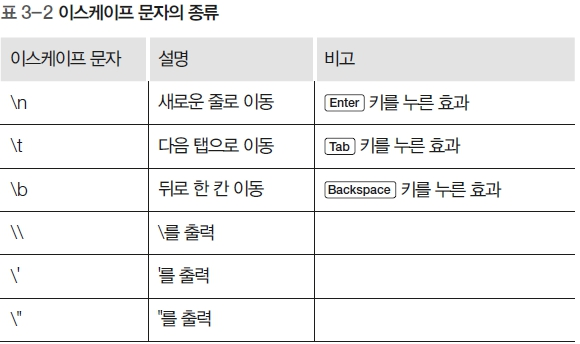 표 3-2 이스케이프 문자의 종류
이스케이프 문자 설명 비고
\n 새로운 줄로 이동 Enter 키를 누른 효과
\t 다음 탭으로 이동 Tab 키를 누른 효과
\b 뒤로 한 칸 이동 Backspace 키를 누른 효과
\\ \를 출력
\' '를 출력
\" "를 출력